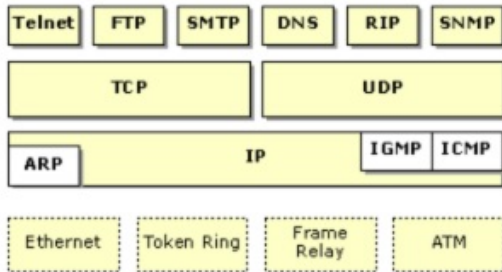 Telnet FTP SMTP DNS RIP SNMP
TCP UDP
ARP IP IGMP ICMP
Ethernet Token Ring Frame Relay ATM